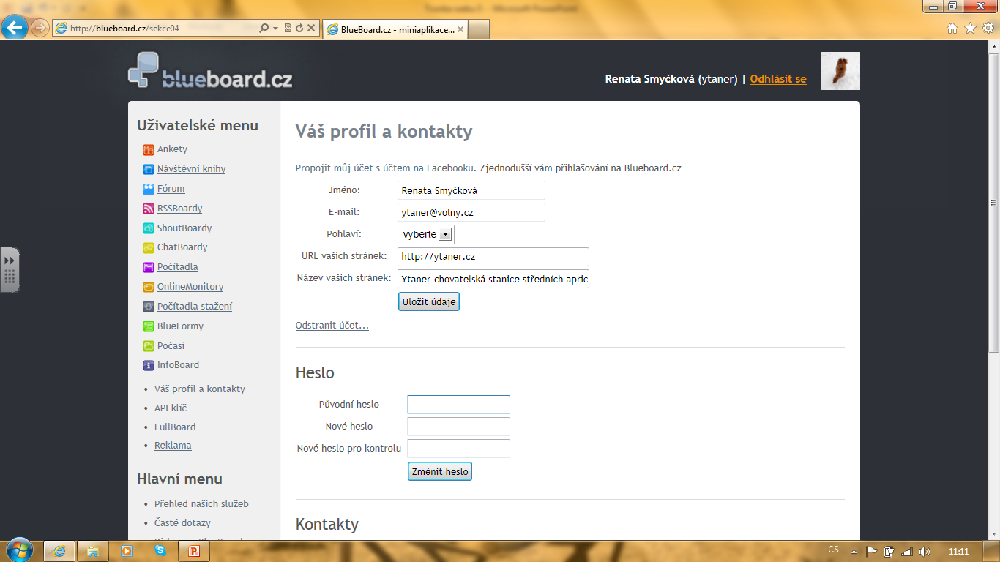 Tvorba webu 5 - Microsoft PowerPoint
http://blueboard.cz/sekce04
BlueBoard.cz - miniaplikace...
blueboard.cz
Renata Smyčková (ytaner) | Odhlásit se
Uživatelské menu
Ankety
Návštěvní knihy
Fórum
RSSBoardy
ShoutBoardy
ChatBoardy
Počítadla
OnlineMonitory
Počítadla stažení
BlueFormy
Počasí
InfoBoard
• Váš profil a kontakty
• API klíč
• FullBoard
• Reklama
Hlavní menu
• Přehled našich služeb
• Časté dotazy
Váš profil a kontakty
Propojit můj účet s účtem na Facebooku. Zjednodušší vám přihlašování na Blueboard.cz
Jméno: Renata Smyčková
E-mail: ytaner@volny.cz
Pohlaví: vyberte
URL vašich stránek: http://ytaner.cz
Název vašich stránek: Ytaner-chovatelská stanice středních apric
Uložit údaje
Odstranit účet...
Heslo
Původní heslo
Nové heslo
Nové heslo pro kontrolu
Změnit heslo
Kontakty
CS
11:11